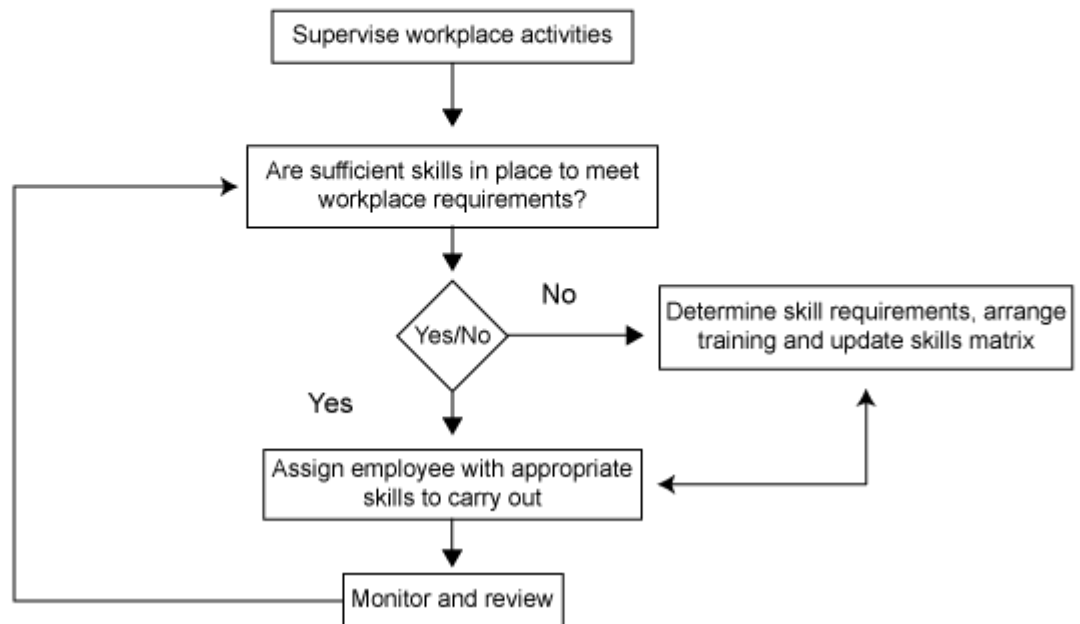 Supervise workplace activities
Are sufficient skills in place to meet
workplace requirements?
No
Yes/No
Determine skill requirements, arrange
training and update skills matrix
Yes
Assign employee with appropriate
skills to carry out
Monitor and review